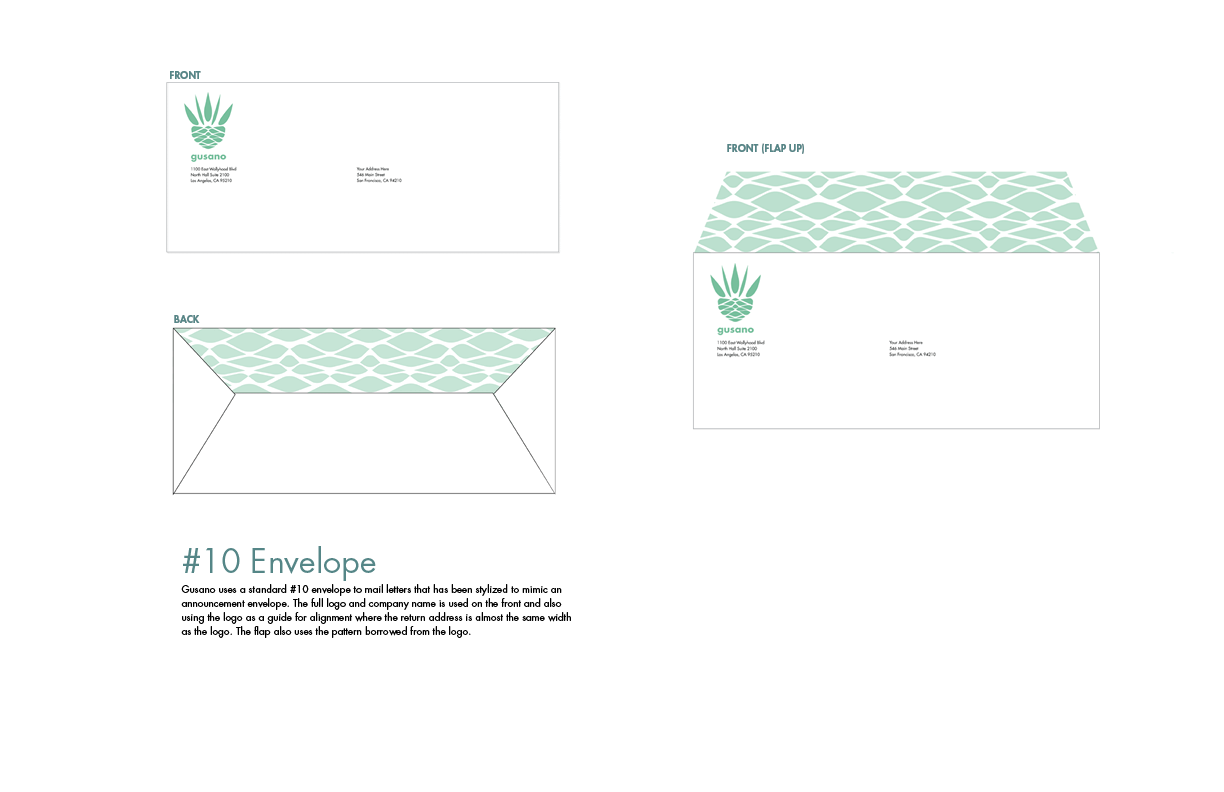 FRONT
gusano
1100 East Wallyhood Blvd
North Hall Suite 2100
Los Angeles, CA 95210
Your Address Here
546 Main Street
San Francisco, CA 94210
FRONT (FLAP UP)
gusano
1100 East Wallyhood Blvd
North Hall Suite 2100
Los Angeles, CA 95210
Your Address Here
546 Main Street
San Francisco, CA 94210
BACK
#10 Envelope
Gusano uses a standard #10 envelope to mail letters that has been stylized to mimic an
announcement envelope. The full logo and company name is used on the front and also
using the logo as a guide for alignment where the return address is almost the same width
as the logo. The flap also uses the pattern borrowed from the logo.